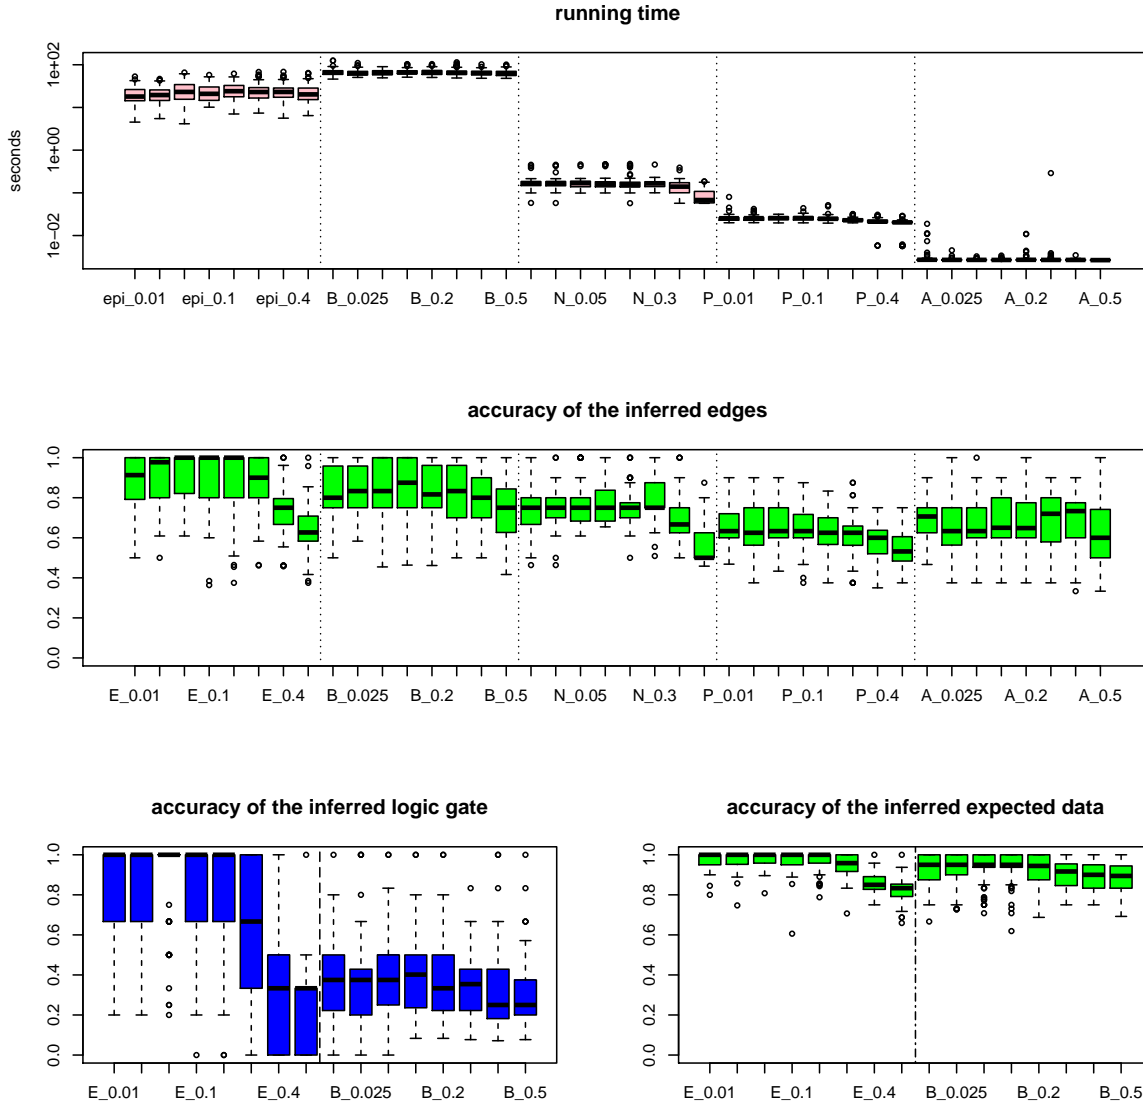 running time
seconds
1e+02
1e+00
1e-02
epi_0.01 epi_0.1 epi_0.4 B_0.025 B_0.2 B_0.5 N_0.05 N_0.3 P_0.01 P_0.1 P_0.4 A_0.025 A_0.2 A_0.5
accuracy of the inferred edges
1.0
0.8
0.6
0.4
0.2
0.0
E_0.01 E_0.1 E_0.4 B_0.025 B_0.2 B_0.5 N_0.05 N_0.3 P_0.01 P_0.1 P_0.4 A_0.025 A_0.2 A_0.5
accuracy of the inferred logic gate
1.0
0.8
0.6
0.4
0.2
0.0
E_0.01 E_0.1 E_0.4 B_0.025 B_0.2 B_0.5
accuracy of the inferred expected data
1.0
0.8
0.6
0.4
0.2
0.0
E_0.01 E_0.1 E_0.4 B_0.025 B_0.2 B_0.5